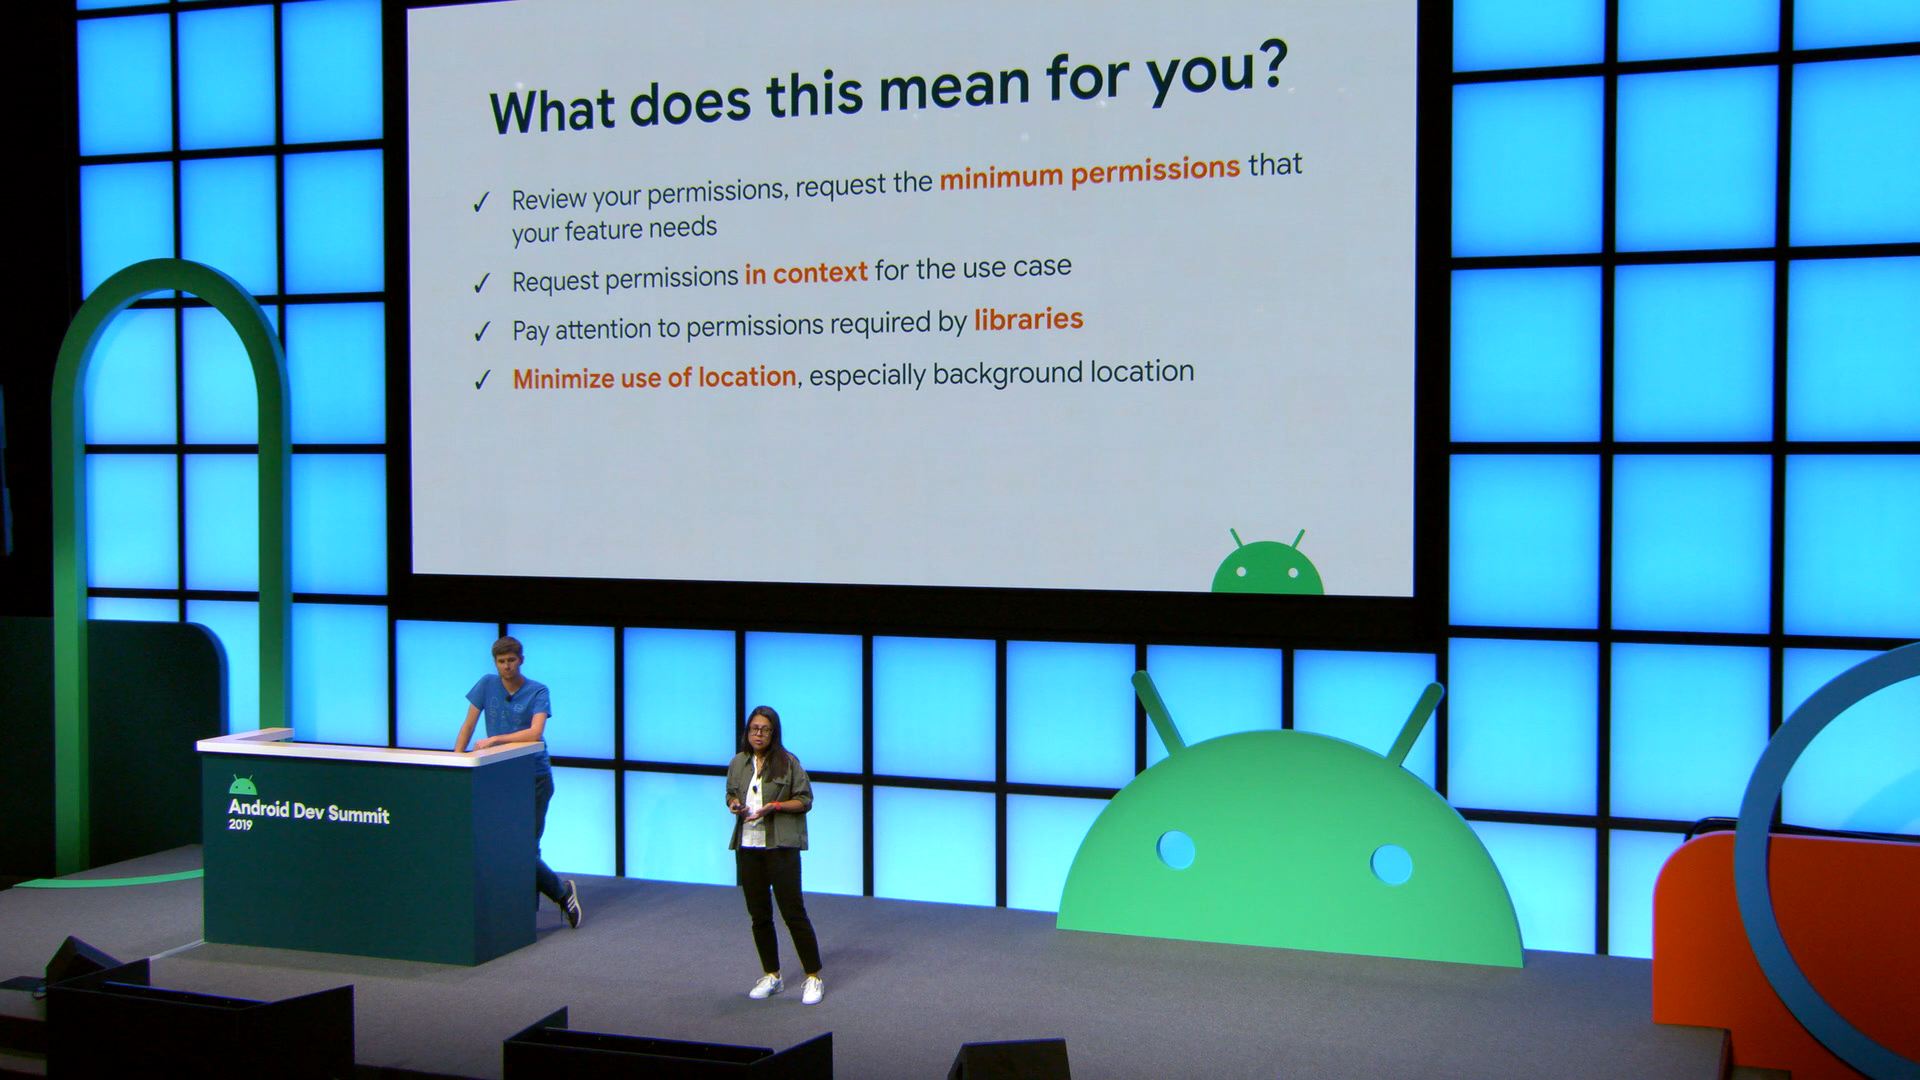 What does this mean for you?
✓ Review your permissions, request the minimum permissions that
your feature needs
✓ Request permissions in context for the use case
✓ Pay attention to permissions required by libraries
✓ Minimize use of location, especially background location
Android Dev Summit
2019